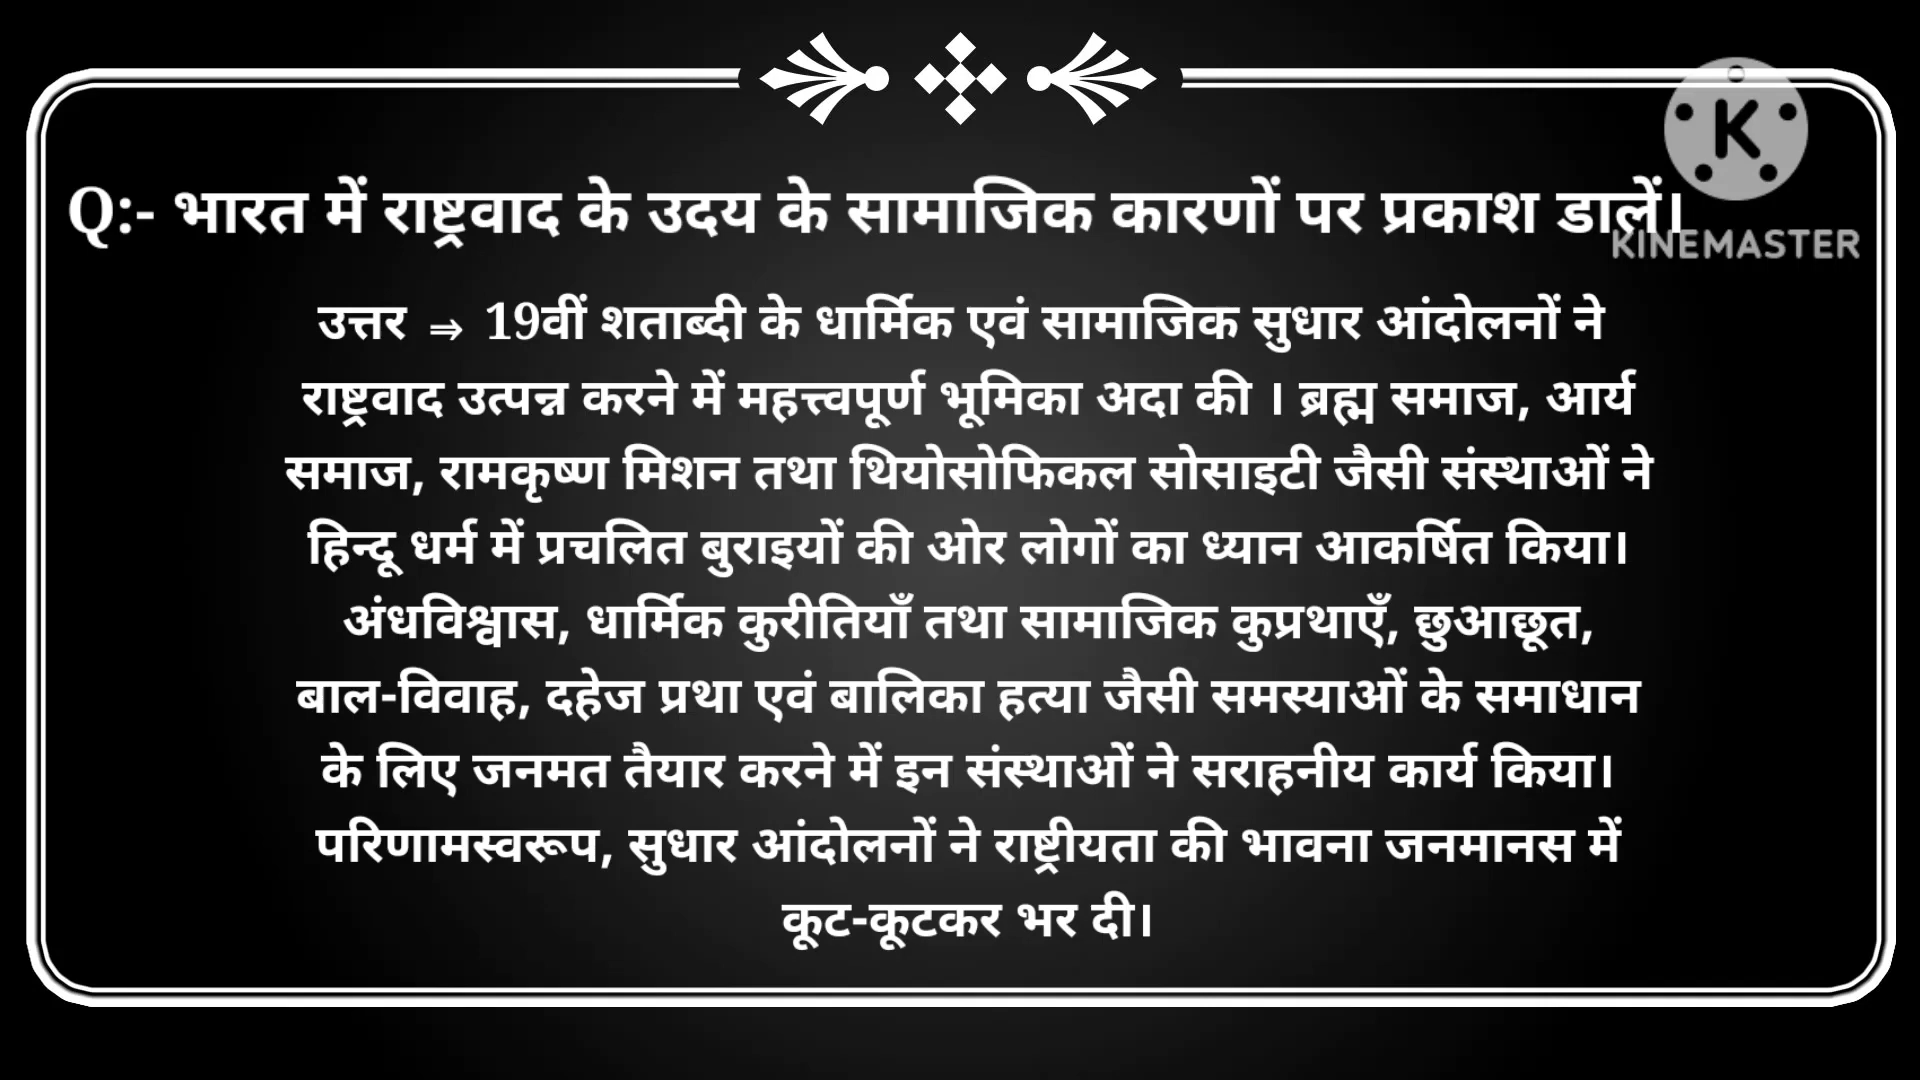 Q:- भारत में राष्ट्रवाद के उदय के सामाजिक कारणों पर प्रकाश डालें।
K
KINEMASTER
उत्तर ⇒ 19वीं शताब्दी के धार्मिक एवं सामाजिक सुधार आंदोलनों ने
राष्ट्रवाद उत्पन्न करने में महत्त्वपूर्ण भूमिका अदा की । ब्रह्म समाज, आर्य
समाज, रामकृष्ण मिशन तथा थियोसोफिकल सोसाइटी जैसी संस्थाओं ने
हिन्दू धर्म में प्रचलित बुराइयों की ओर लोगों का ध्यान आकर्षित किया।
अंधविश्वास, धार्मिक कुरीतियाँ तथा सामाजिक कुप्रथाएँ, छुआछूत,
बाल-विवाह, दहेज प्रथा एवं बालिका हत्या जैसी समस्याओं के समाधान
के लिए जनमत तैयार करने में इन संस्थाओं ने सराहनीय कार्य किया।
परिणामस्वरूप, सुधार आंदोलनों ने राष्ट्रीयता की भावना जनमानस में
कूट-कूटकर भर दी।